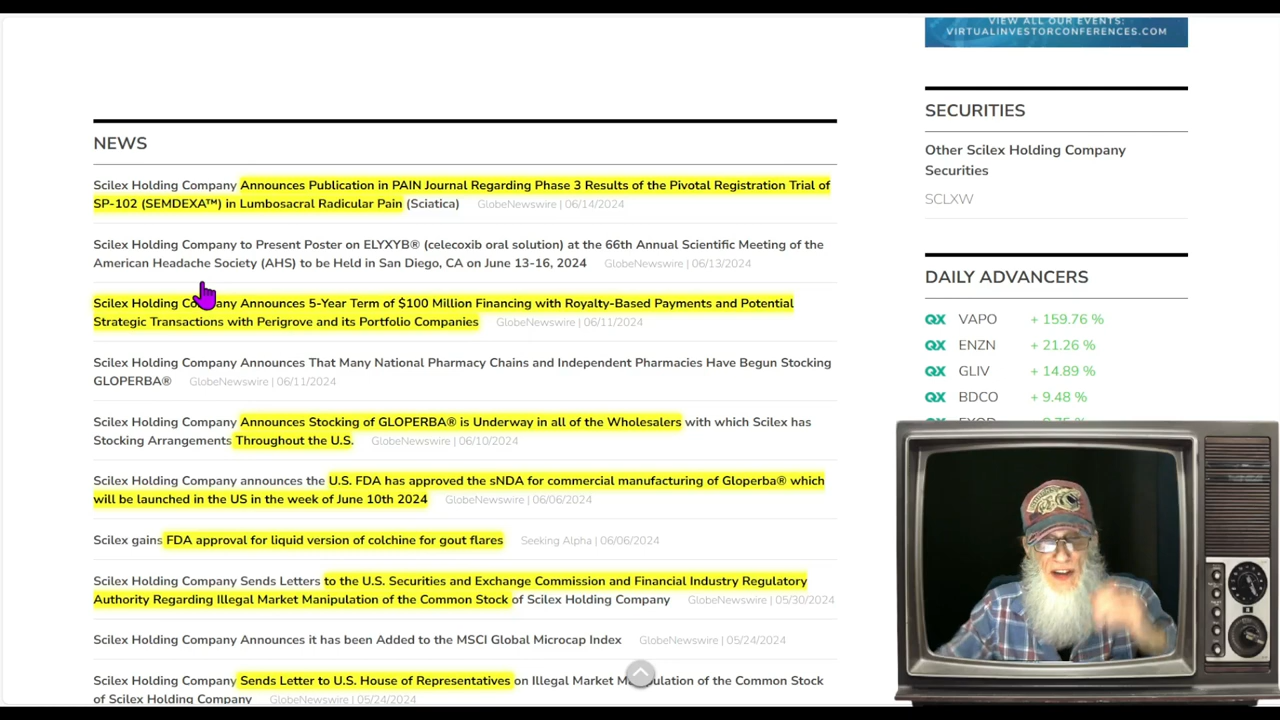 VIEW ALL OUR EVENTS:
VIRTUALINVESTORCONFERENCES.COM
NEWS
Scilex Holding Company Announces Publication in PAIN Journal Regarding Phase 3 Results of the Pivotal Registration Trial of
SP-102 (SEMDEXA™) in Lumbosacral Radicular Pain (Sciatica) GlobeNewswire | 06/14/2024
Scilex Holding Company to Present Poster on ELYXYB® (celecoxib oral solution) at the 66th Annual Scientific Meeting of the
American Headache Society (AHS) to be Held in San Diego, CA on June 13-16, 2024 GlobeNewswire | 06/13/2024
Scilex Holding Company Announces 5-Year Term of $100 Million Financing with Royalty-Based Payments and Potential
Strategic Transactions with Perigrove and its Portfolio Companies GlobeNewswire | 06/11/2024
Scilex Holding Company Announces That Many National Pharmacy Chains and Independent Pharmacies Have Begun Stocking
GLOPERBA® GlobeNewswire | 06/11/2024
Scilex Holding Company Announces Stocking of GLOPERBA® is Underway in all of the Wholesalers with which Scilex has
Stocking Arrangements Throughout the U.S. GlobeNewswire | 06/10/2024
Scilex Holding Company announces the U.S. FDA has approved the sNDA for commercial manufacturing of Gloperba® which
will be launched in the US in the week of June 10th 2024 GlobeNewswire | 06/06/2024
Scilex gains FDA approval for liquid version of colchine for gout flares Seeking Alpha | 06/06/2024
Scilex Holding Company Sends Letters to the U.S. Securities and Exchange Commission and Financial Industry Regulatory
Authority Regarding Illegal Market Manipulation of the Common Stock of Scilex Holding Company GlobeNewswire | 05/30/2024
Scilex Holding Company Announces it has been Added to the MSCI Global Microcap Index GlobeNewswire | 05/24/2024
Scilex Holding Company Sends Letter to U.S. House of Representatives on Illegal Market Manipulation of the Common Stock
of Scilex Holding Company GlobeNewswire | 05/24/2024
SECURITIES
Other Scilex Holding Company
Securities
SCLXW
DAILY ADVANCERS
QX VAPO + 159.76 %
QX ENZN + 21.26 %
QX GLIV + 14.89 %
QX BDCO + 9.48 %